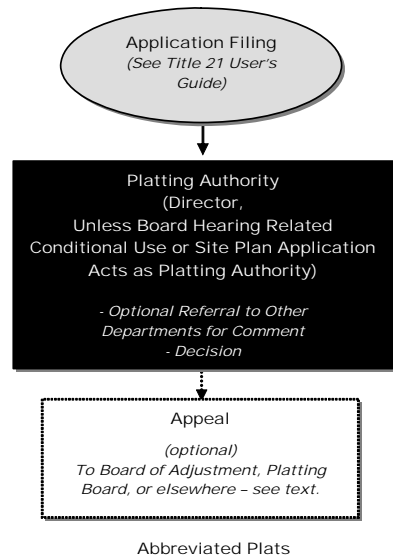 Application Filing
(See Title 21 User's
Guide)
Platting Authority
(Director,
Unless Board Hearing Related
Conditional Use or Site Plan Application
Acts as Platting Authority)
- Optional Referral to Other
Departments for Comment
- Decision
Appeal
(optional)
To Board of Adjustment, Platting
Board, or elsewhere – see text.
Abbreviated Plats